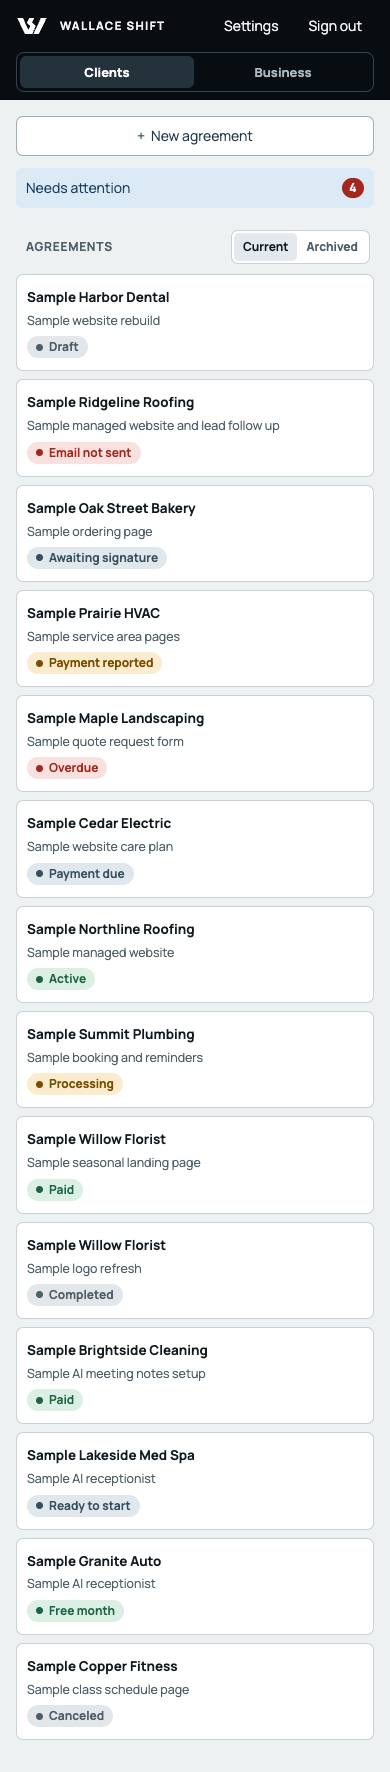 WALLACE SHIFT
Settings
Sign out
Clients
Business
+ New agreement
Needs attention
4
AGREEMENTS
Current
Archived
Sample Harbor Dental
Sample website rebuild
Draft
Sample Ridgeline Roofing
Sample managed website and lead follow up
Email not sent
Sample Oak Street Bakery
Sample ordering page
Awaiting signature
Sample Prairie HVAC
Sample service area pages
Payment reported
Sample Maple Landscaping
Sample quote request form
Overdue
Sample Cedar Electric
Sample website care plan
Payment due
Sample Northline Roofing
Sample managed website
Active
Sample Summit Plumbing
Sample booking and reminders
Processing
Sample Willow Florist
Sample seasonal landing page
Paid
Sample Willow Florist
Sample logo refresh
Completed
Sample Brightside Cleaning
Sample AI meeting notes setup
Paid
Sample Lakeside Med Spa
Sample AI receptionist
Ready to start
Sample Granite Auto
Sample AI receptionist
Free month
Sample Copper Fitness
Sample class schedule page
Canceled